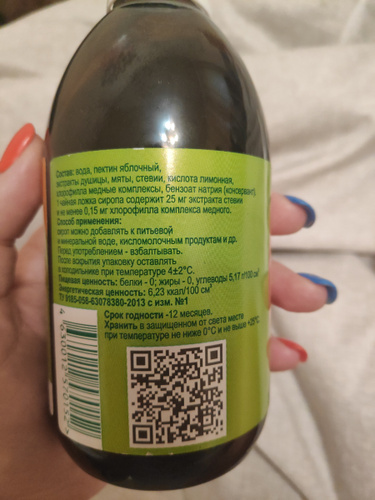 Состав: вода, пектин яблочный,
экстракты душицы, мяты, стевии, кислота лимонная,
хлорофилла медные комплексы, бензоат натрия (консервант).
1 чайная ложка сиропа содержит 25 мг экстракта стевии
и не менее 0,15 мг хлорофилла комплекса медного.
Способ применения:
сироп можно добавлять к питьевой
и минеральной воде, кисломолочным продуктам и др.
Перед употреблением - взбалтывать.
После вскрытия упаковку оставлять
в холодильнике при температуре 4±2°С.
Пищевая ценность: белки - 0; жиры - 0, углеводы 5,17 г/100 см³
Энергетическая ценность: 6,23 ккал/100 см³
ТУ 9185-058-63078380-2013 с изм. №1
Срок годности -12 месяцев.
Хранить в защищенном от света месте
при температуре не ниже 0°С и не выше +25°С